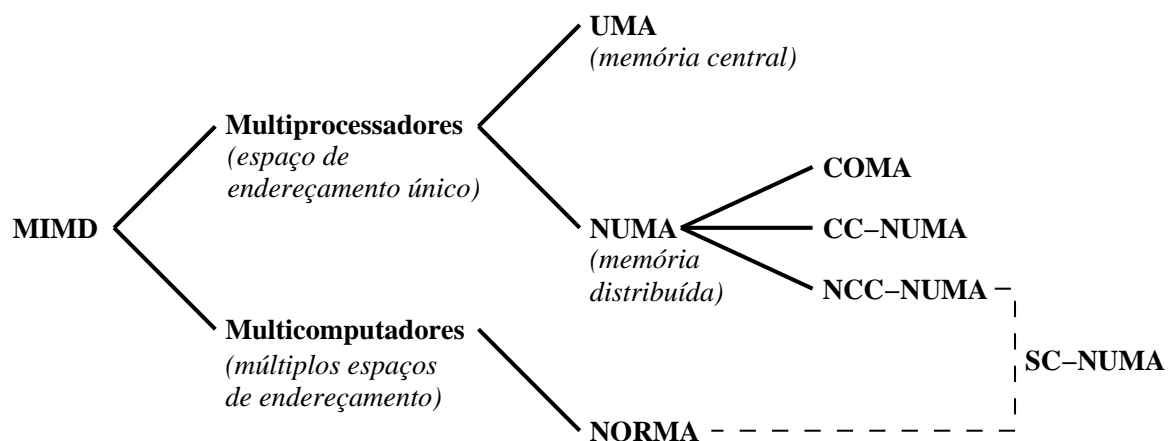 UMA
(memória central)
Multiprocessadores
(espaço de
endereçamento único)
COMA
MIMD
NUMA
CC−NUMA
(memória
distribuída)
NCC−NUMA
Multicomputadores
(múltiplos espaços
de endereçamento)
SC−NUMA
NORMA